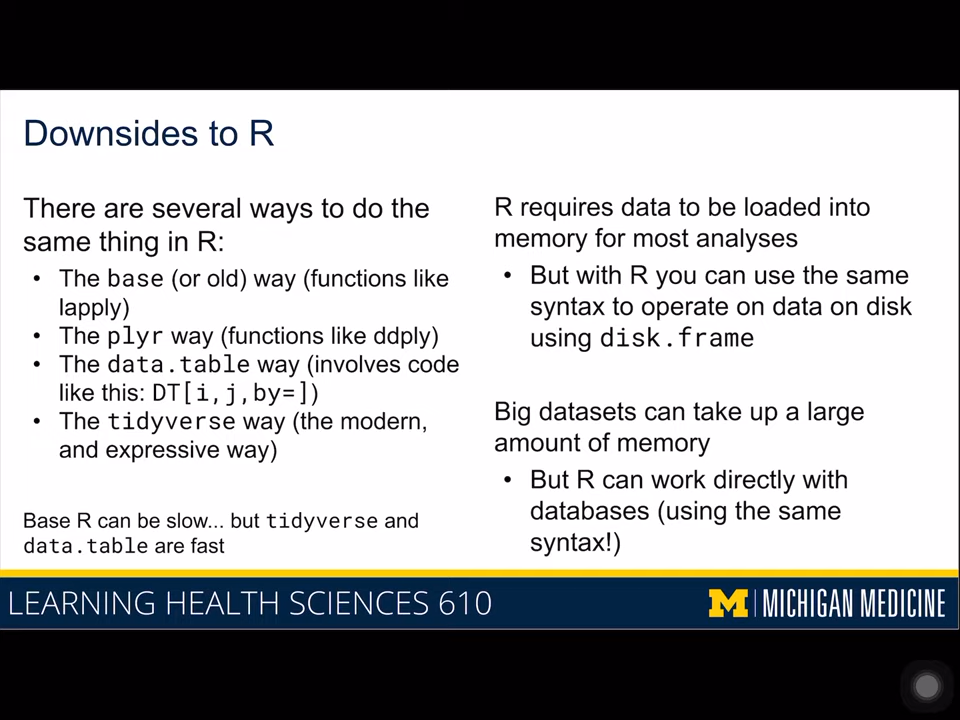 Downsides to R
There are several ways to do the
same thing in R:
• The base (or old) way (functions like
lapply)
• The plyr way (functions like ddply)
• The data.table way (involves code
like this: DT[i,j,by=])
• The tidyverse way (the modern,
and expressive way)
Base R can be slow... but tidyverse and
data.table are fast
R requires data to be loaded into
memory for most analyses
• But with R you can use the same
syntax to operate on data on disk
using disk.frame
Big datasets can take up a large
amount of memory
• But R can work directly with
databases (using the same
syntax!)
LEARNING HEALTH SCIENCES 610
M | MICHIGAN MEDICINE